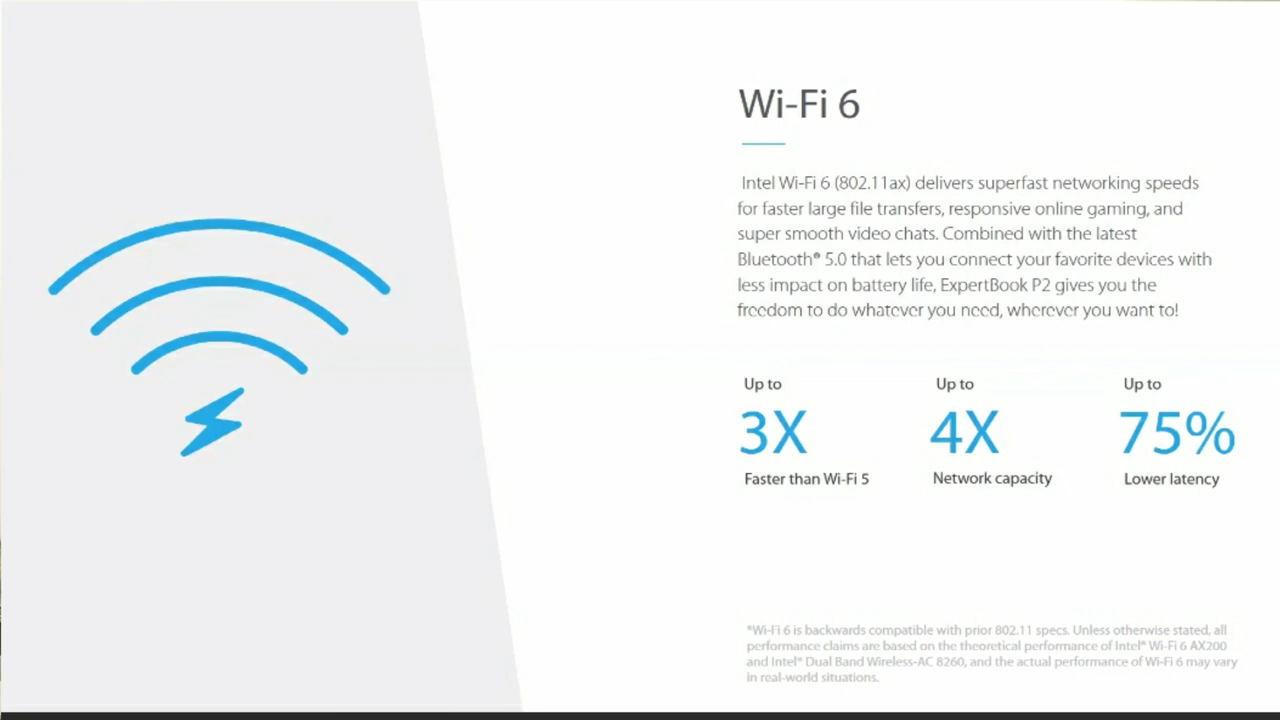 Wi-Fi 6
Intel Wi-Fi 6 (802.11ax) delivers superfast networking speeds
for faster large file transfers, responsive online gaming, and
super smooth video chats. Combined with the latest
Bluetooth® 5.0 that lets you connect your favorite devices with
less impact on battery life, ExpertBook P2 gives you the
freedom to do whatever you need, wherever you want to!
Up to
3X
Faster than Wi-Fi 5
Up to
4X
Network capacity
Up to
75%
Lower latency
*Wi-Fi 6 is backwards compatible with prior 802.11 specs. Unless otherwise stated, all
performance claims are based on the theoretical performance of Intel® Wi-Fi 6 AX200
and Intel® Dual Band Wireless-AC 8260, and the actual performance of Wi-Fi 6 may vary
in real-world situations.